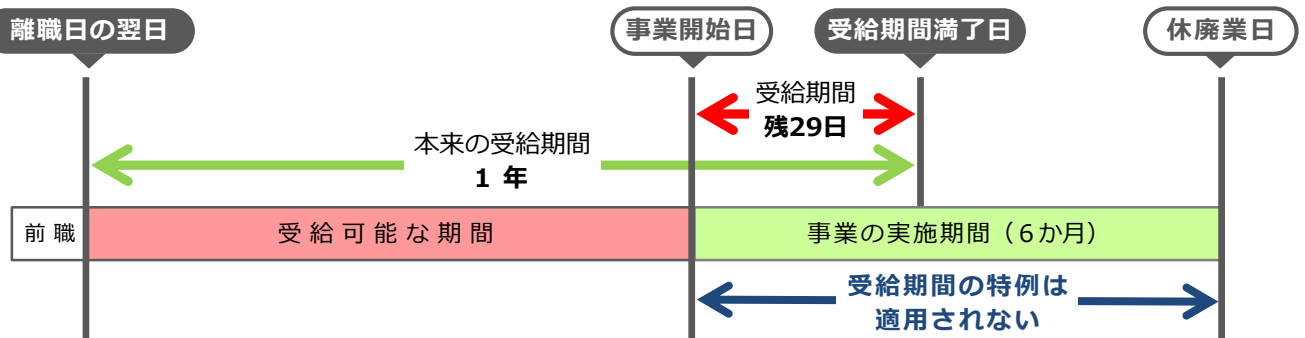 離職日の翌日
事業開始日
受給期間満了日
休廃業日
受給期間
残29日
本来の受給期間
1 年
前 職
受 給 可 能 な 期 間
事業の実施期間（6か月）
受給期間の特例は
適用されない